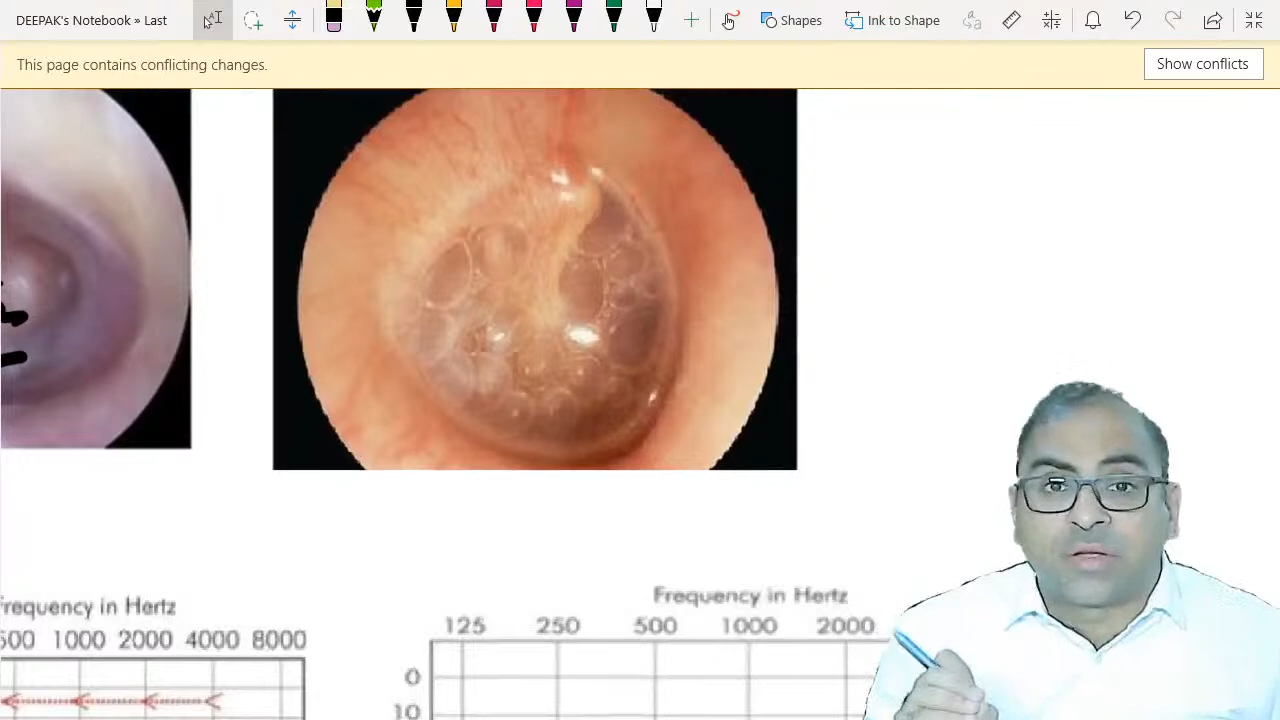 DEEPAK's Notebook » Last
Shapes
Ink to Shape
This page contains conflicting changes.
Show conflicts
Frequency in Hertz
1000 2000 4000 8000
Frequency in Hertz
125 250 500 1000 2000
0
10